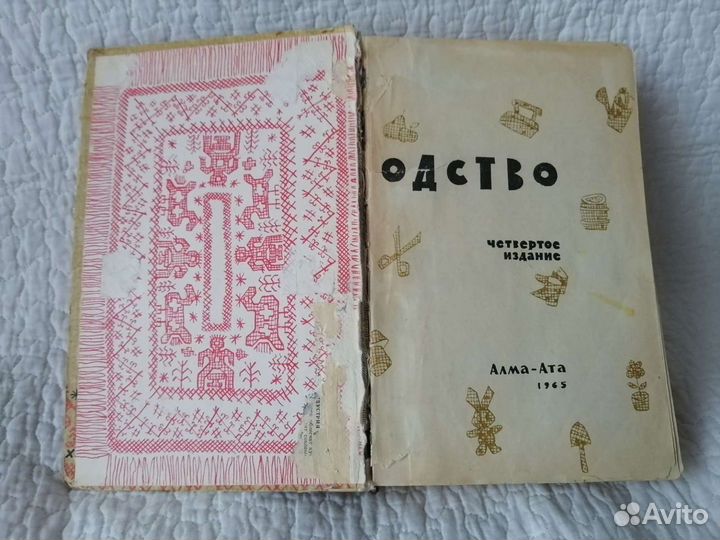 ОДСТВО
четвертое
издание
Алма-Ата
1965
Avito